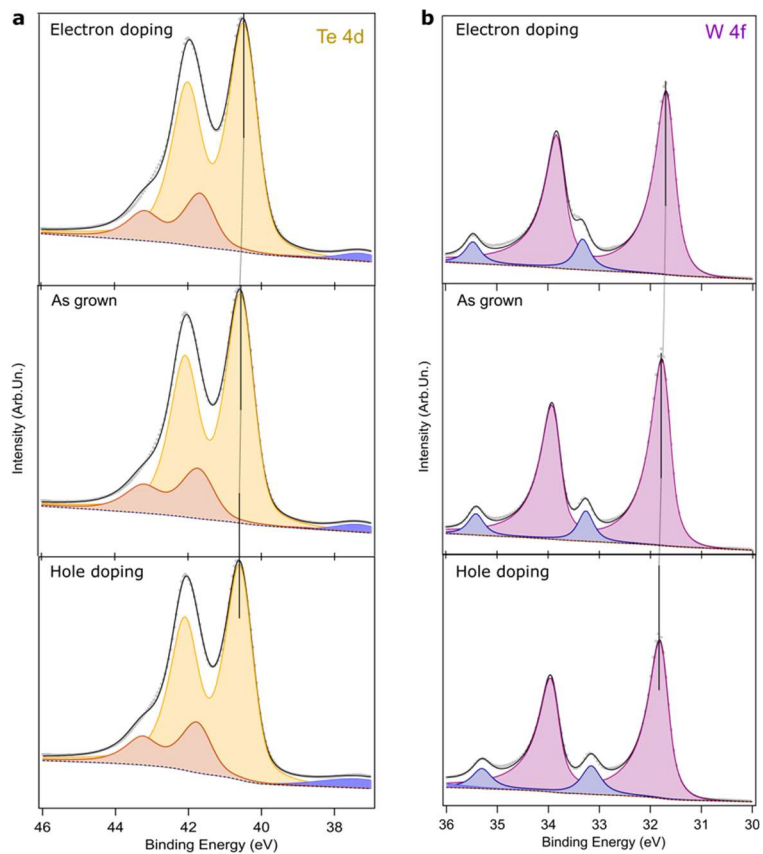 a
Electron doping
Te 4d
As grown
Hole doping
Intensity (Arb.Un.)
46 44 42 40 38
Binding Energy (eV)
b
Electron doping
W 4f
As grown
Hole doping
Intensity (Arb.Un.)
36 35 34 33 32 31 30
Binding Energy (eV)